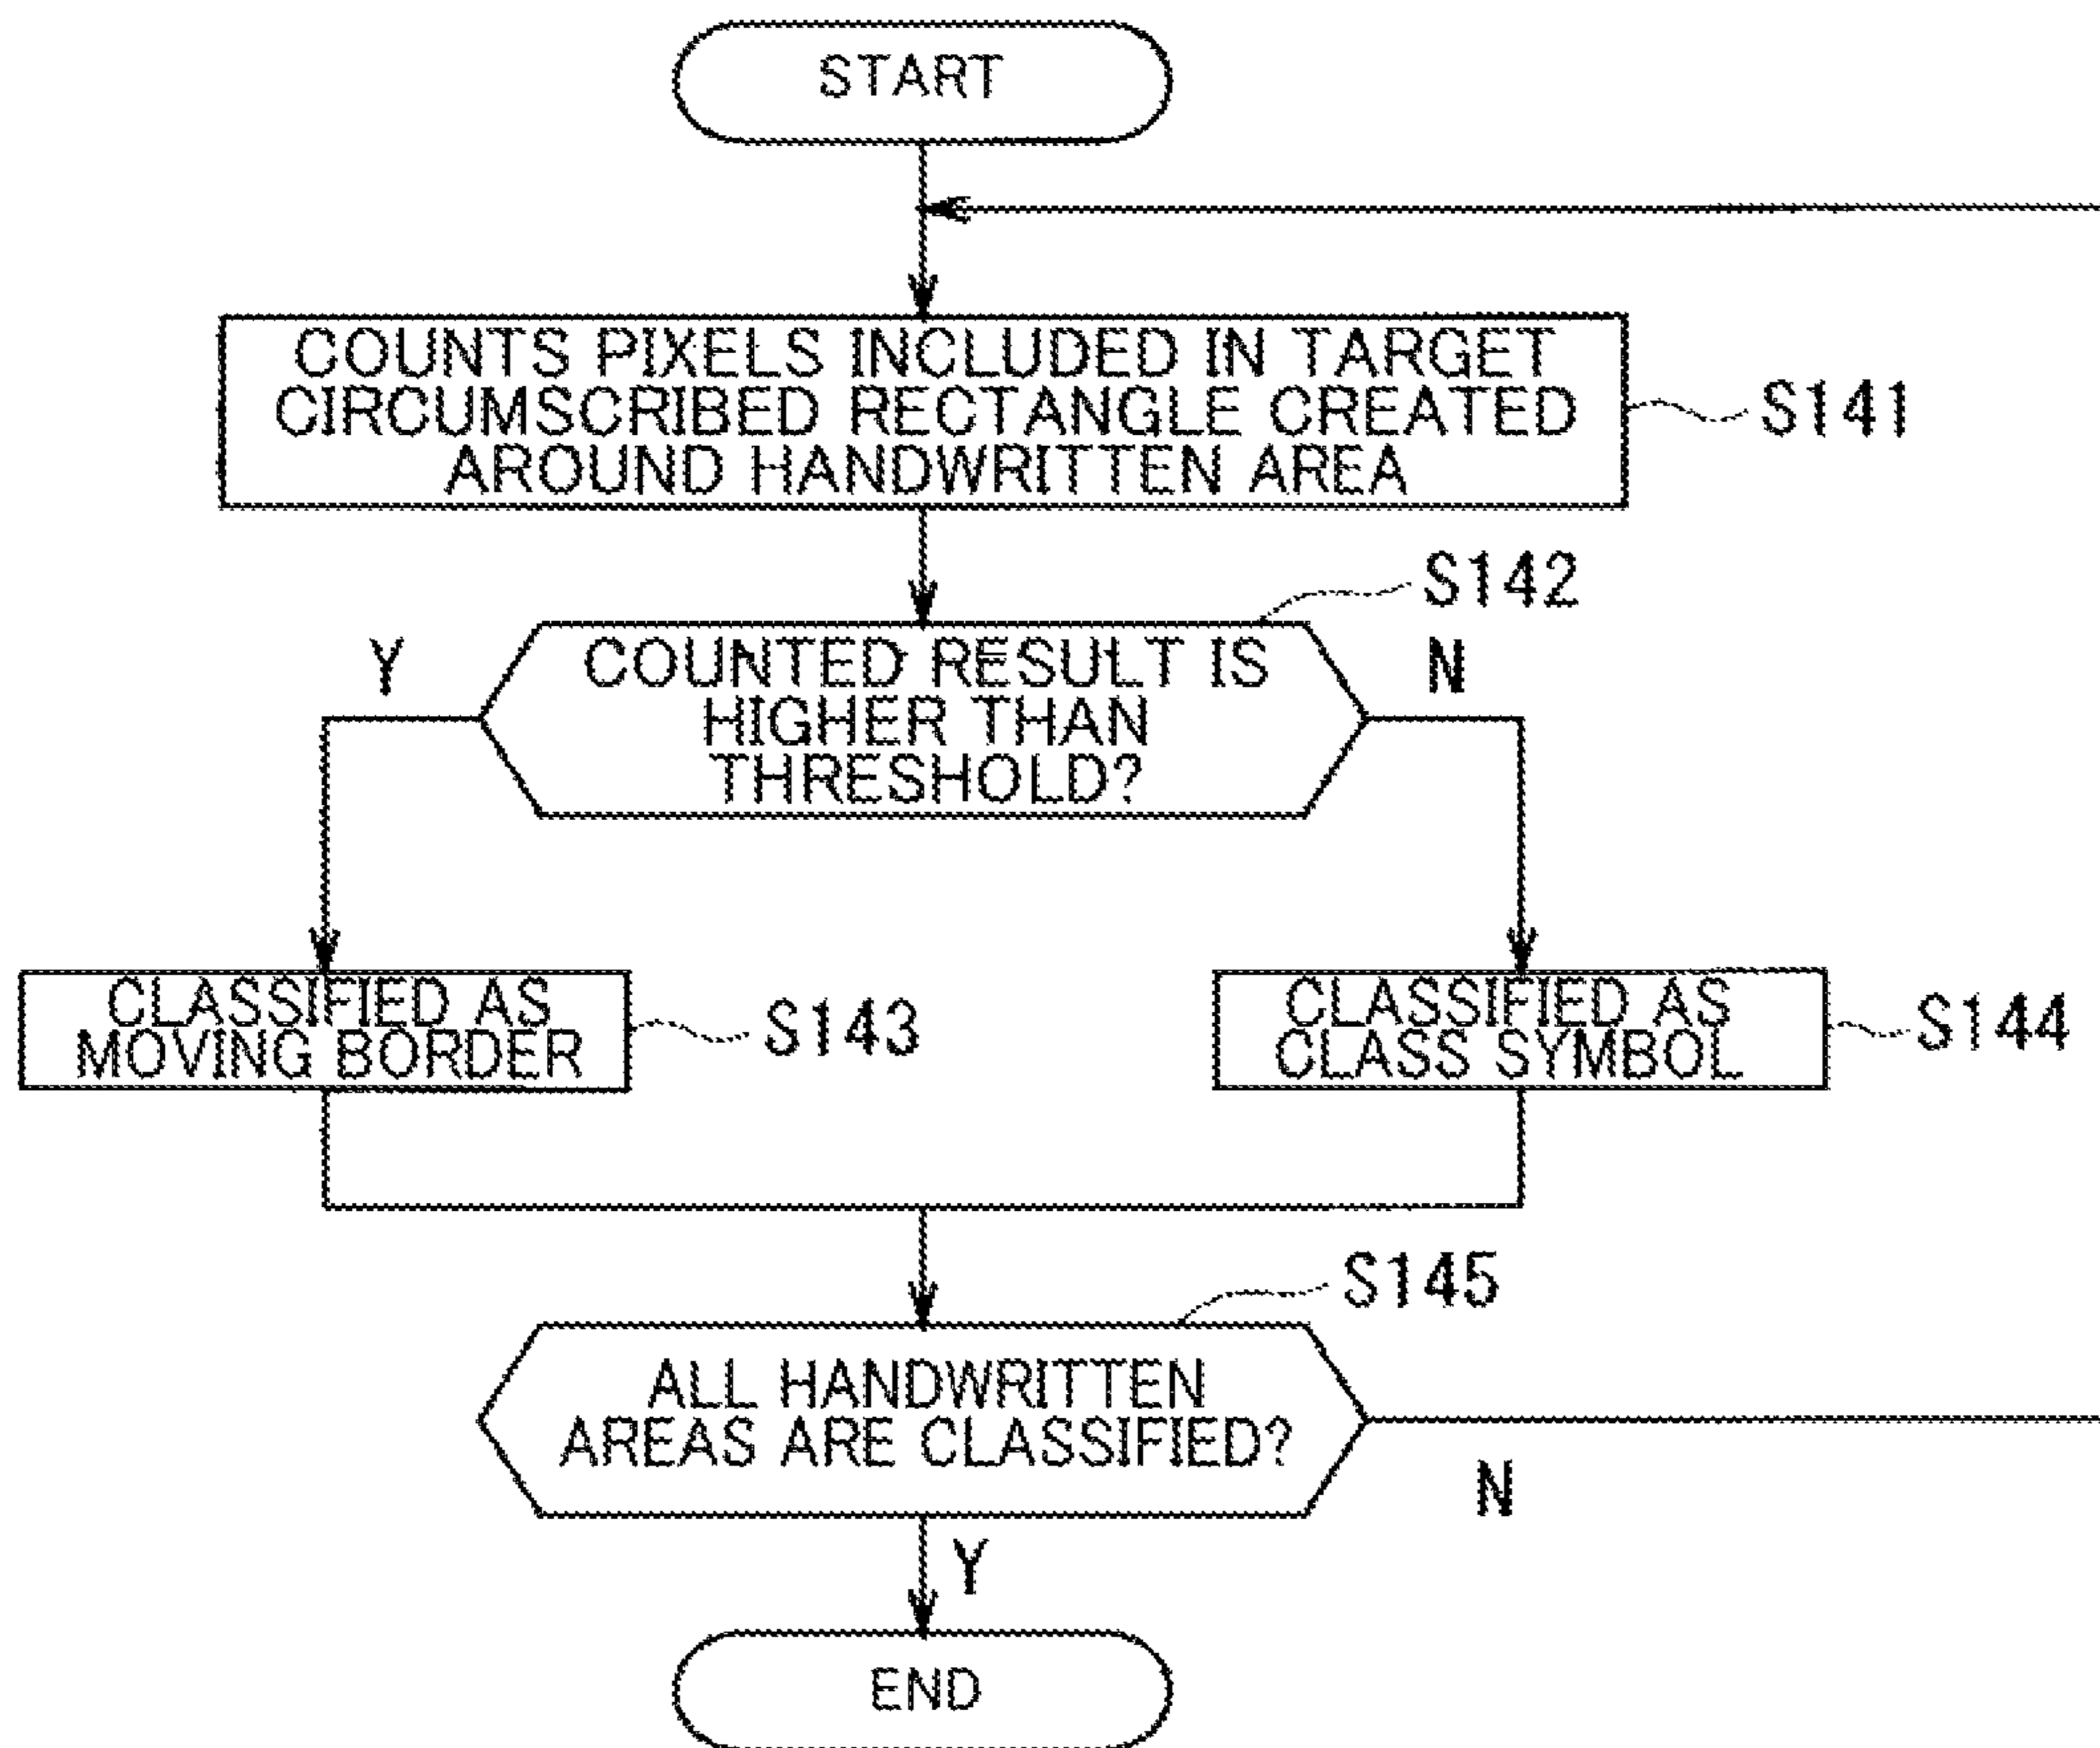 START
COUNTS PIXELS INCLUDED IN TARGET
CIRCUMSCRIBED RECTANGLE CREATED
AROUND HANDWRITTEN AREA
S141
S142
Y
COUNTED RESULT IS
HIGHER THAN
THRESHOLD?
N
CLASSIFIED AS
MOVING BORDER
S143
CLASSIFIED AS
CLASS SYMBOL
S144
S145
ALL HANDWRITTEN
AREAS ARE CLASSIFIED?
N
Y
END